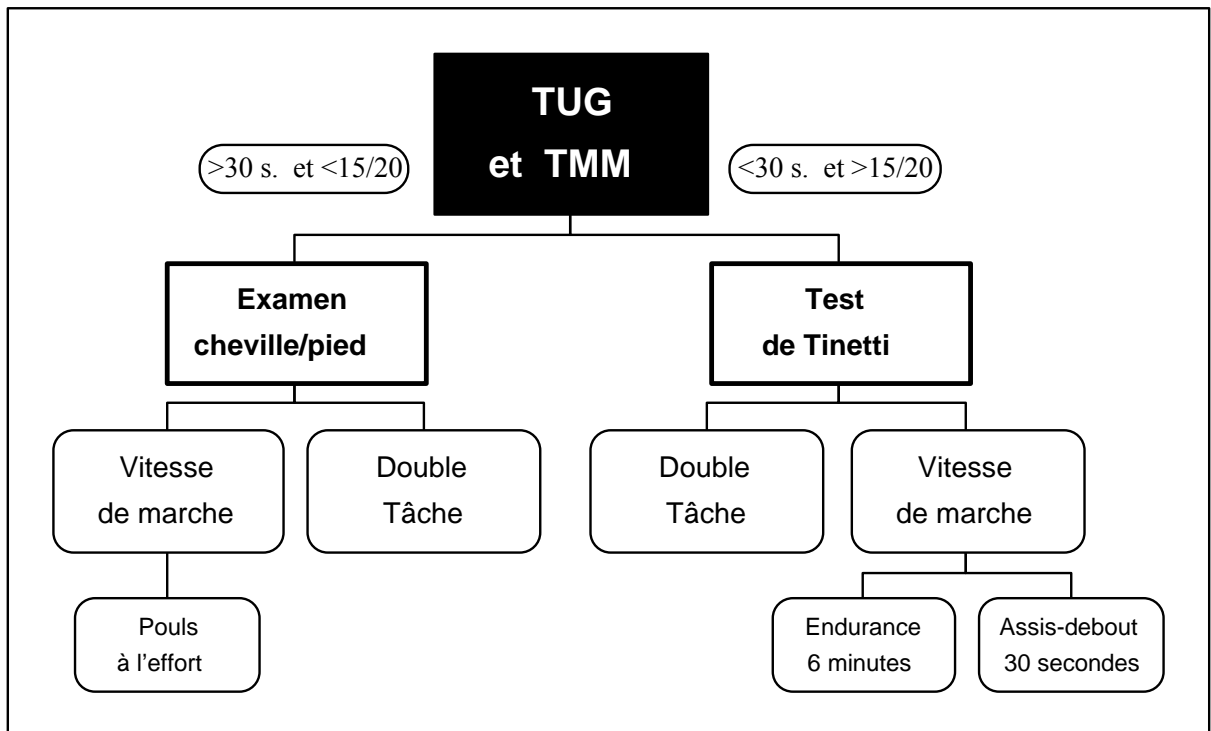 TUG
et TMM
>30 s. et <15/20
<30 s. et >15/20
Examen
cheville/pied
Test
de Tinetti
Vitesse
de marche
Double
Tâche
Double
Tâche
Vitesse
de marche
Pouls
à l’effort
Endurance
6 minutes
Assis-debout
30 secondes